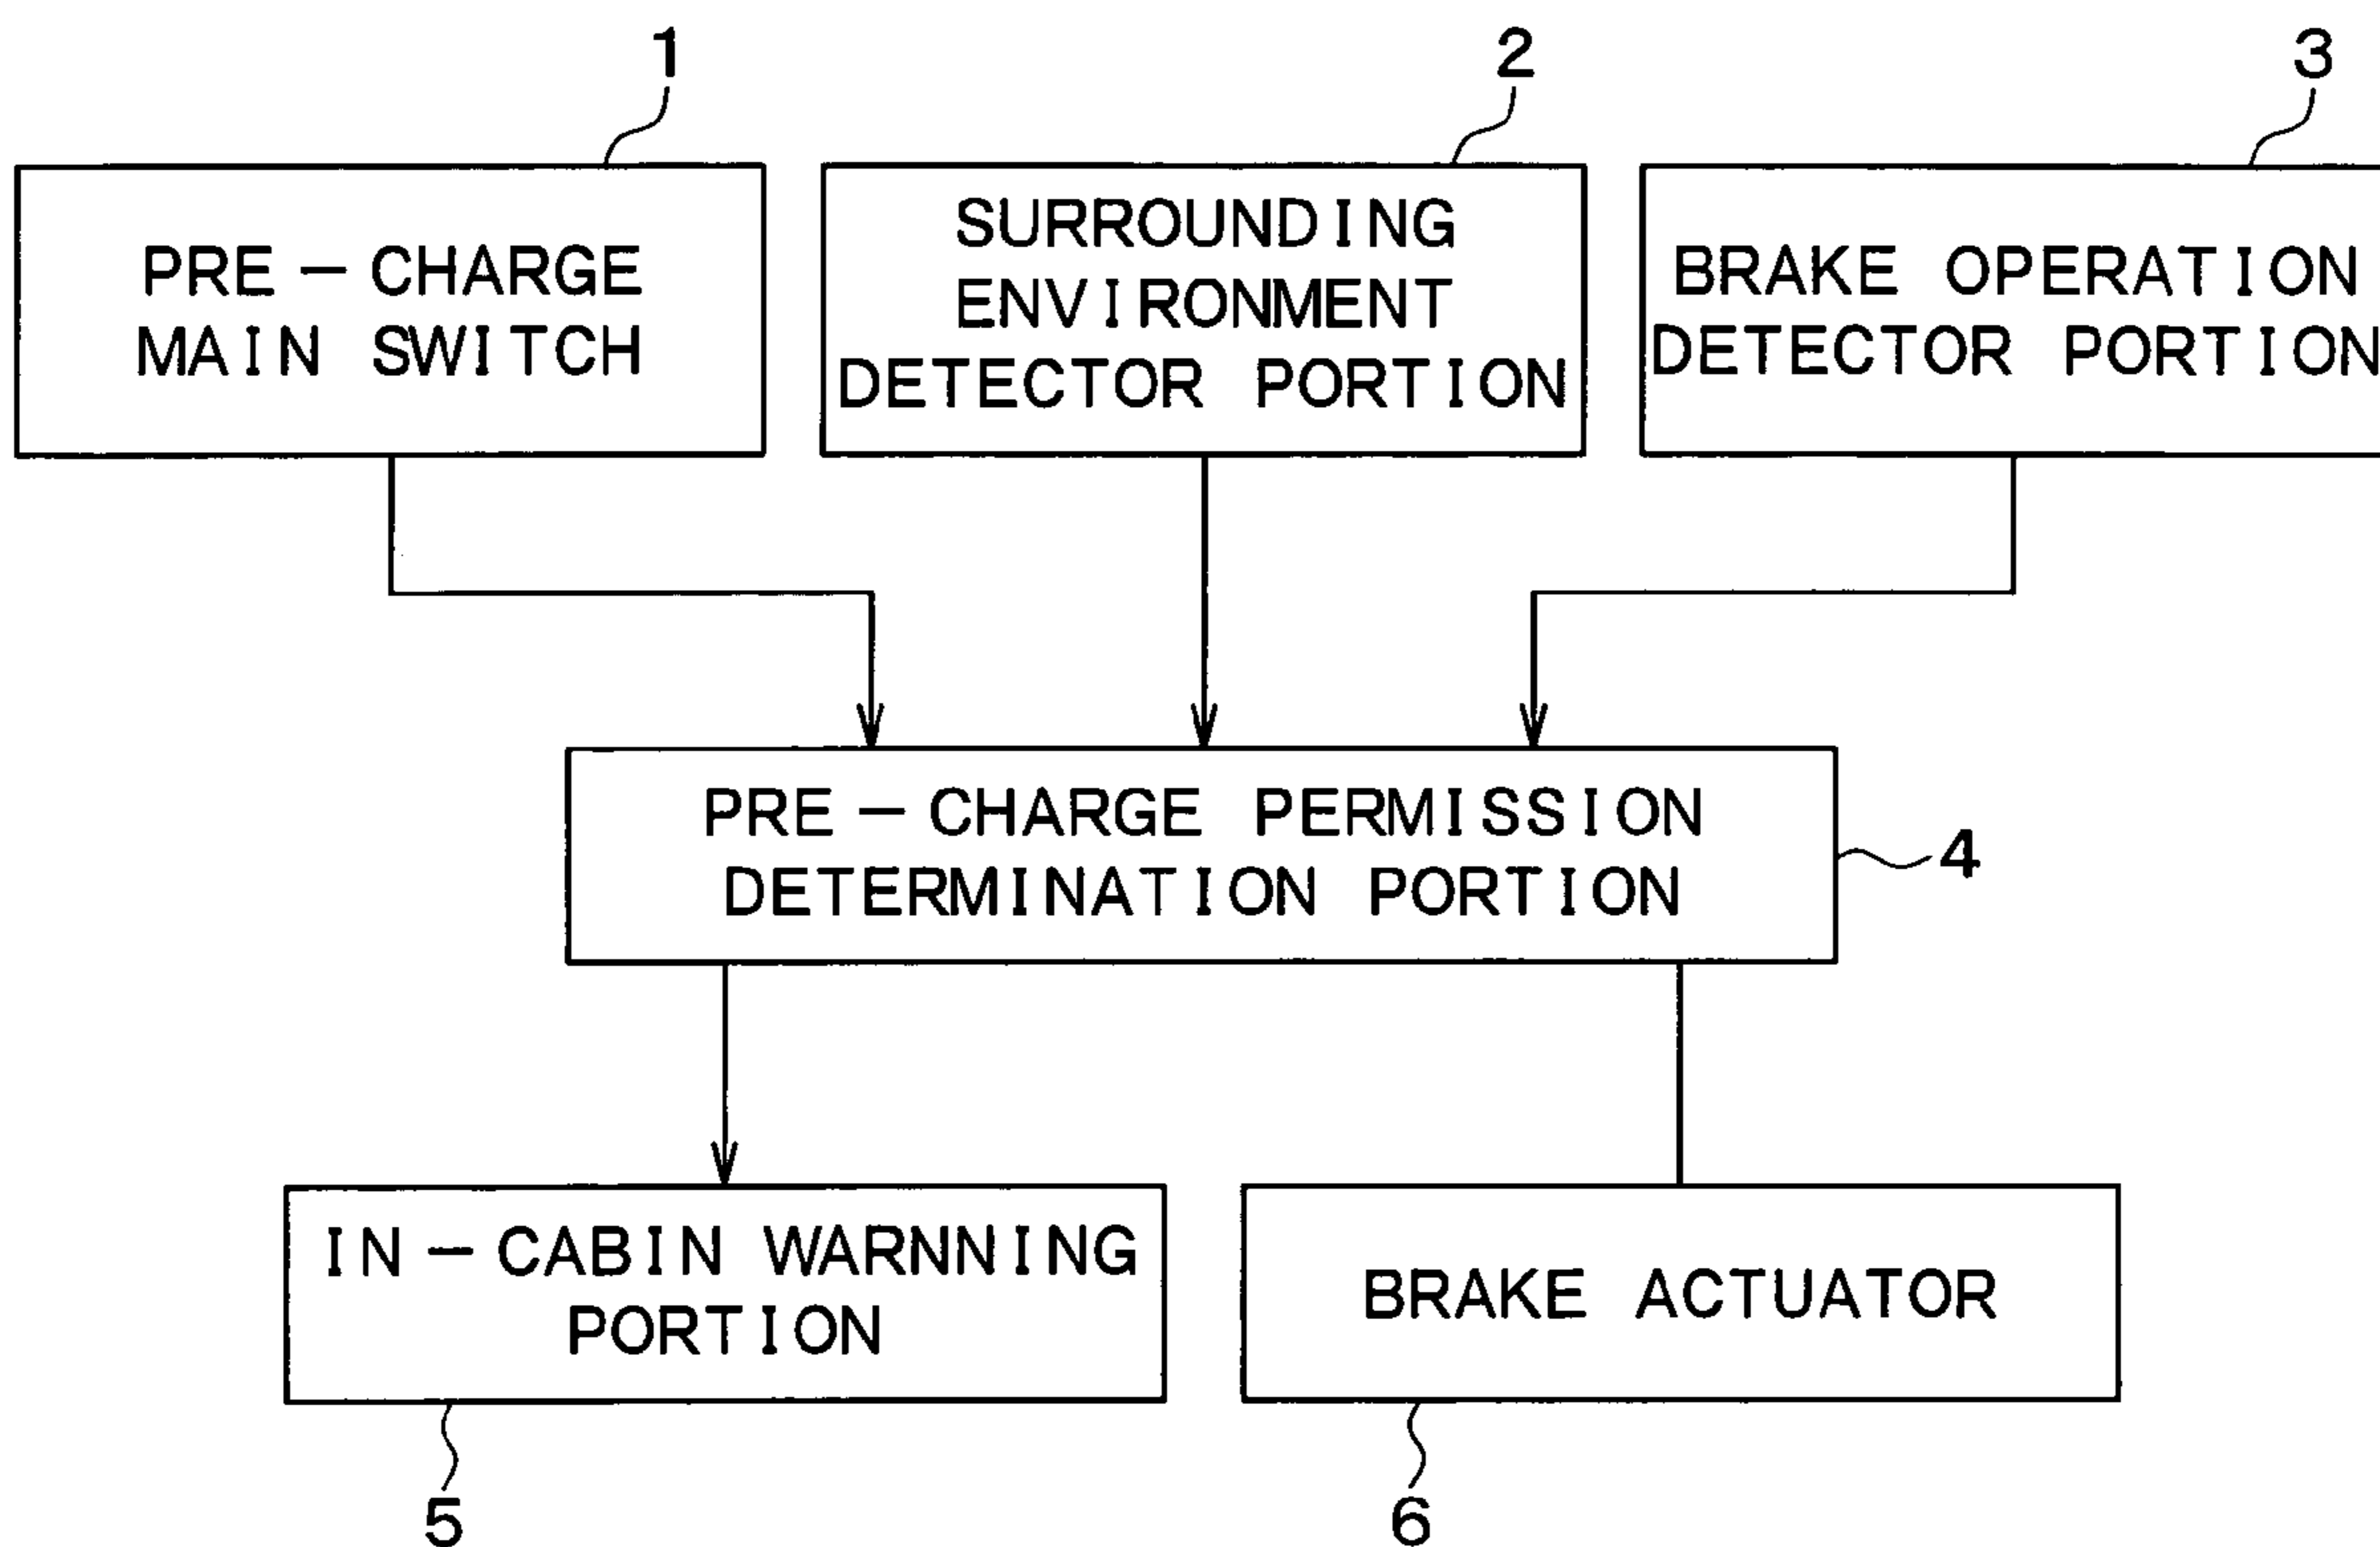 1
2
3
PRE-CHARGE
MAIN SWITCH
SURROUNDING
ENVIRONMENT
DETECTOR PORTION
BRAKE OPERATION
DETECTOR PORTION
PRE-CHARGE PERMISSION
DETERMINATION PORTION
4
IN-CABIN WARNNING
PORTION
BRAKE ACTUATOR
5
6